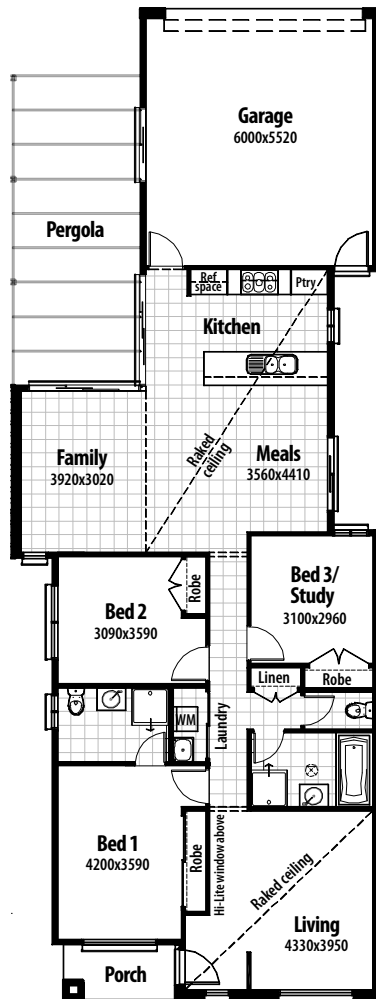 Garage
6000x5520
Pergola
Ref
space
Ptry
Kitchen
Raked
ceiling
Family
3920x3020
Meals
3560x4410
Bed 3/
Study
3100x2960
Bed 2
3090x3590
Robe
Linen
Robe
WM
Laundry
Bed 1
4200x3590
Robe
Hi-Lite window above
Raked ceiling
Living
4330x3950
Porch